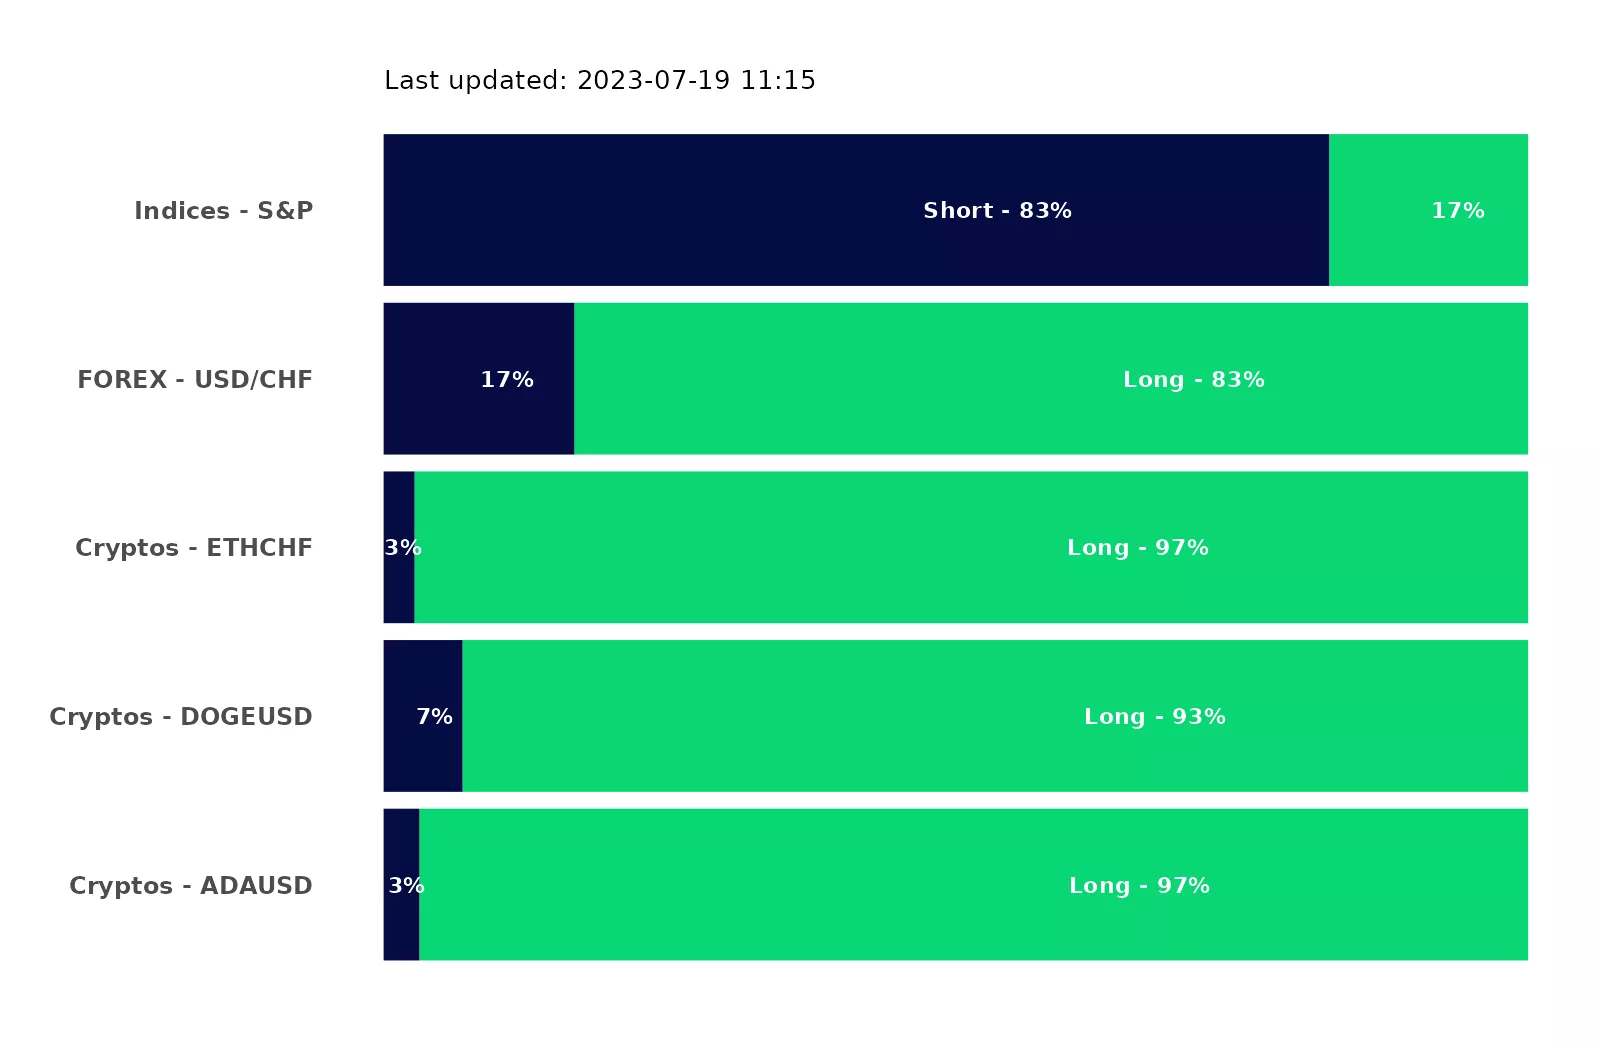 Last updated: 2023-07-19 11:15
Indices - S&P
Short - 83%
17%
FOREX - USD/CHF
17%
Long - 83%
Cryptos - ETHCHF
3%
Long - 97%
Cryptos - DOGEUSD
7%
Long - 93%
Cryptos - ADAUSD
3%
Long - 97%